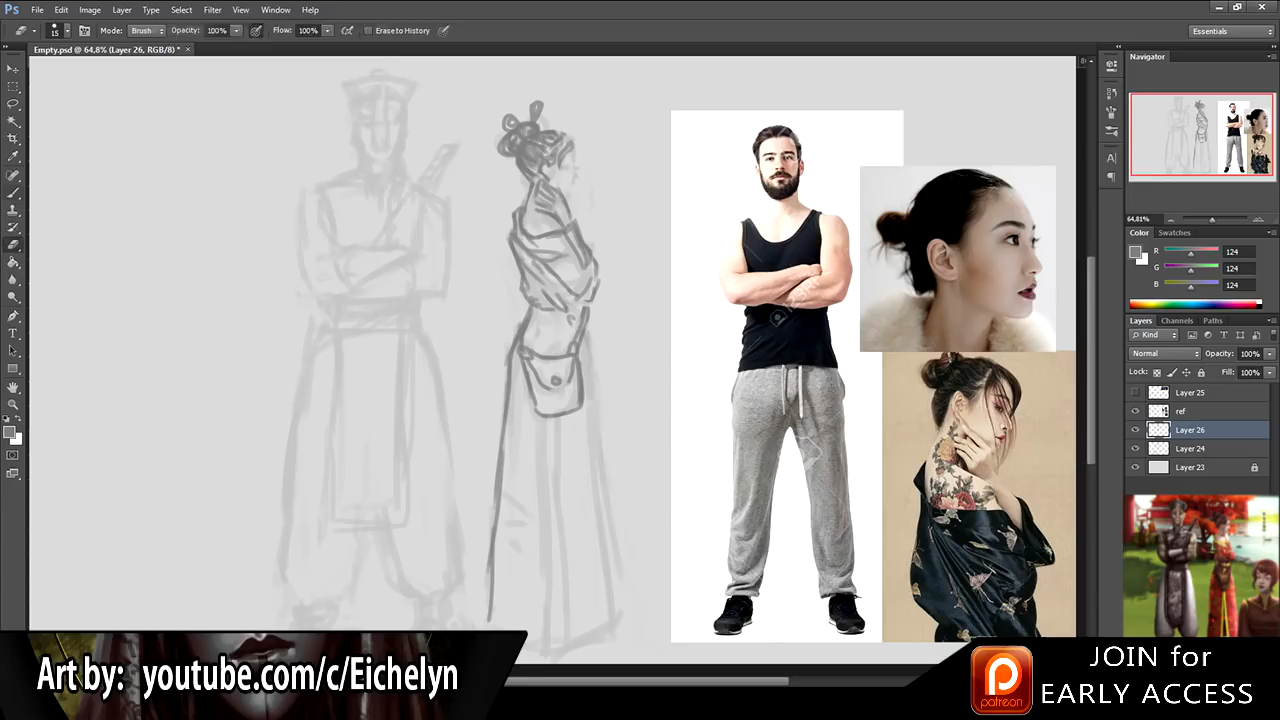 Ps File Edit Image Layer Type Select Filter View Window Help
15 Mode: Brush Opacity: 100% Flow: 100% Erase to History Essentials
Empty.psd @ 64,8% (Layer 26, RGB/8) * ×
Navigator
64,81%
Color Swatches
R 124
G 124
B 124
Layers Channels Paths
Kind
Normal Opacity: 100%
Lock: Fill: 100%
Layer 25
ref
Layer 26
Layer 24
Layer 23
Art by: youtube.com/c/Eichelyn
patreon
JOIN for
EARLY ACCESS